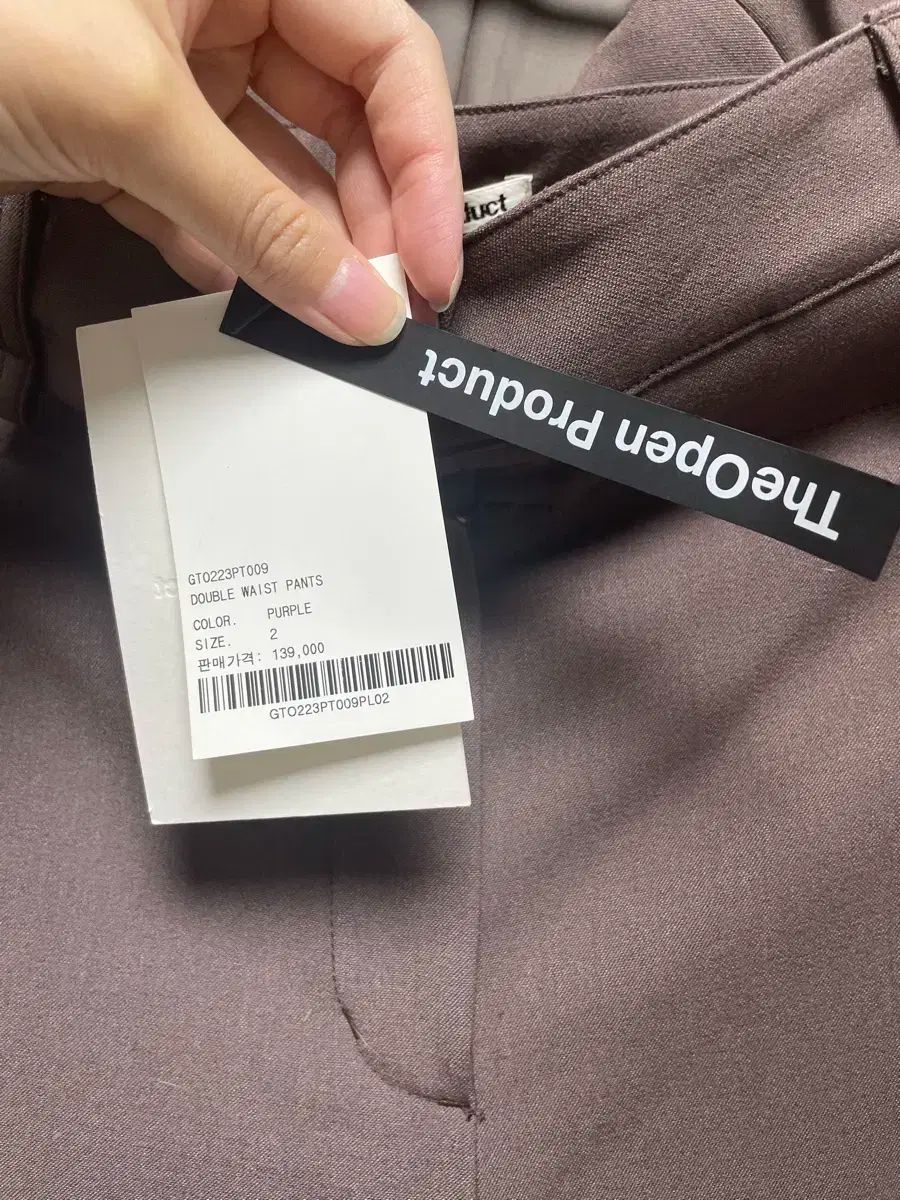 duct
TheOpen Product
GTO223PT009
DOUBLE WAIST PANTS
COLOR. PURPLE
SIZE. 2
판매가격: 139,000
GTO223PT009PL02